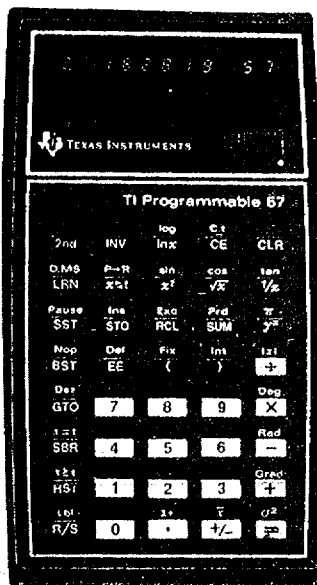 TEXAS INSTRUMENTS
TI Programmable 57
log C.t
2nd INV lnx CE CLR
D.MS P→R sin cos tan
LRN x⇄t x² √x 1/x
Pause Ins Exc Prd π
SST STO RCL SUM yˣ
Nop Del Fix Int |x|
BST EE ( ) ÷
Dsz Deg
GTO 7 8 9 X
x=t Rad
SBR 4 5 6 −
x≥t Grad
RST 1 2 3 +
Lbl Σ+ x̄ σ²
R/S 0 . +/- =